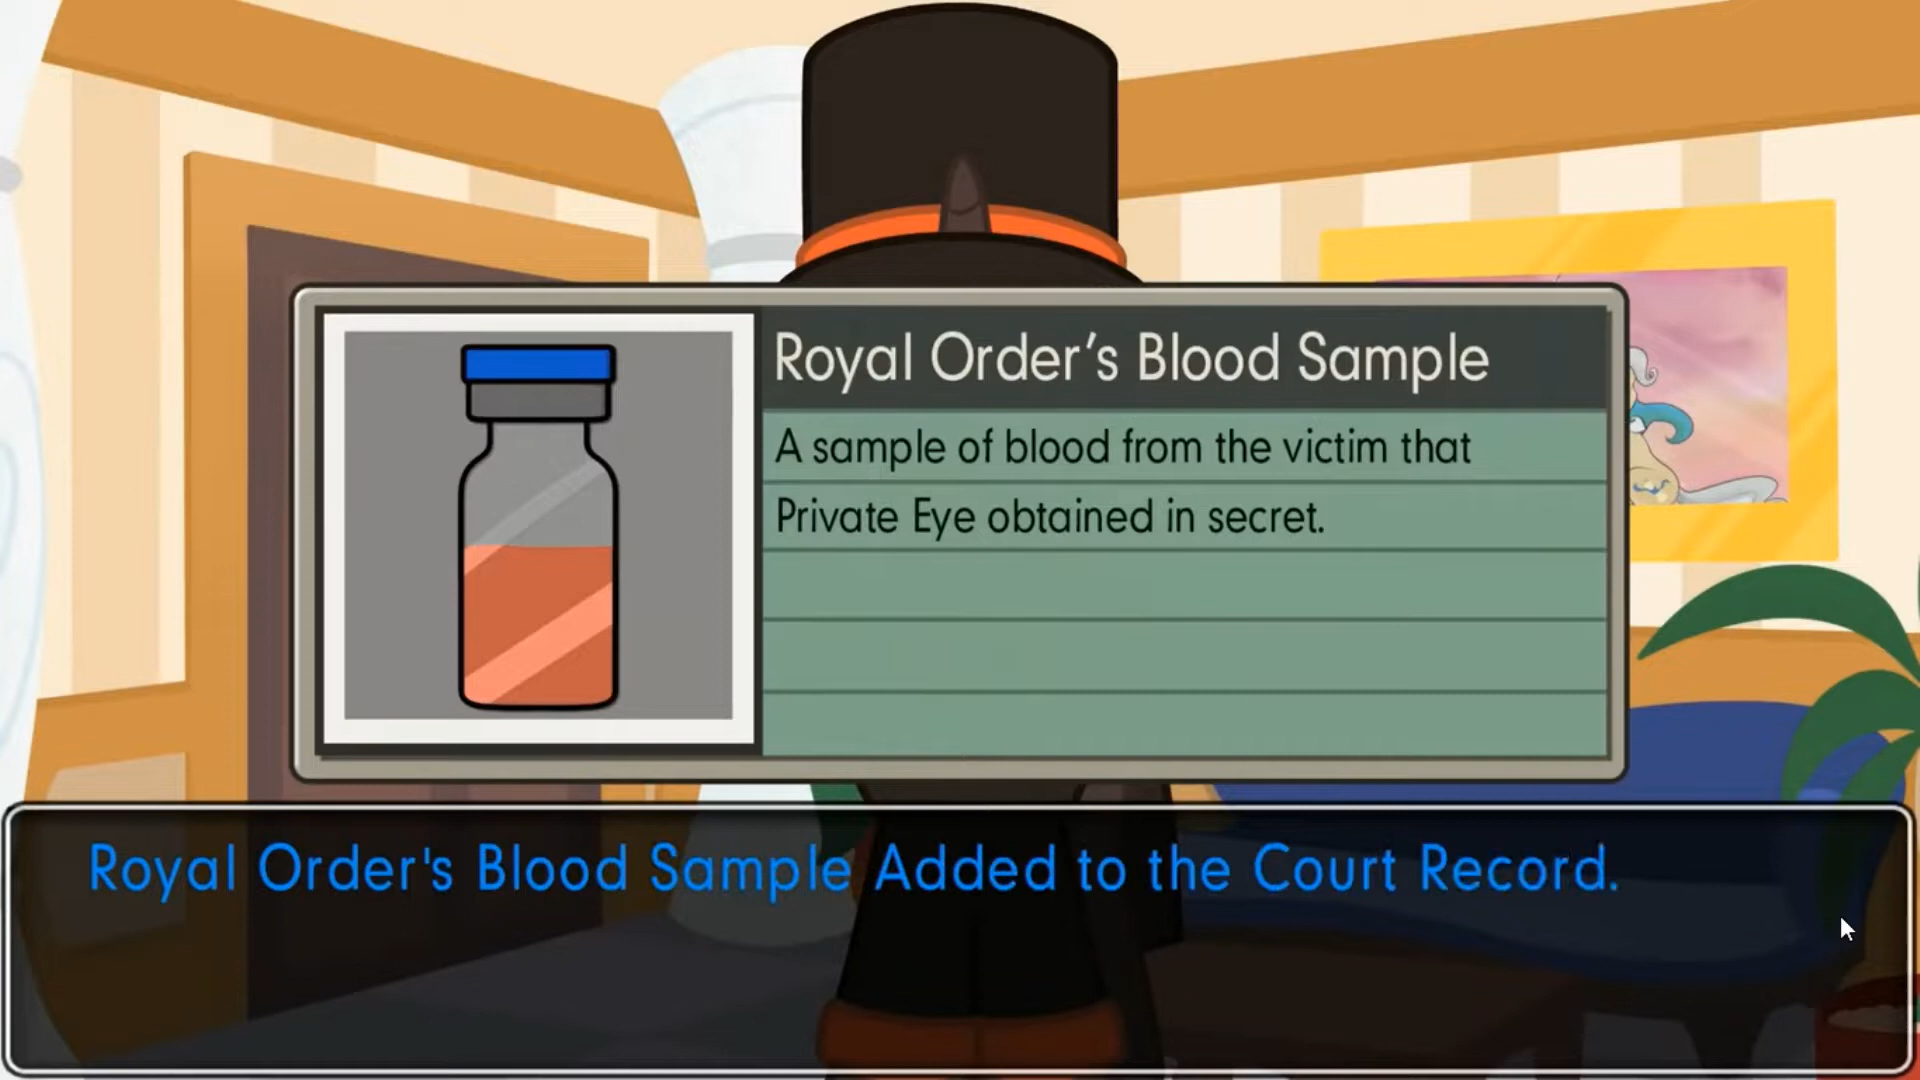 Royal Order’s Blood Sample
A sample of blood from the victim that
Private Eye obtained in secret.
Royal Order's Blood Sample Added to the Court Record.